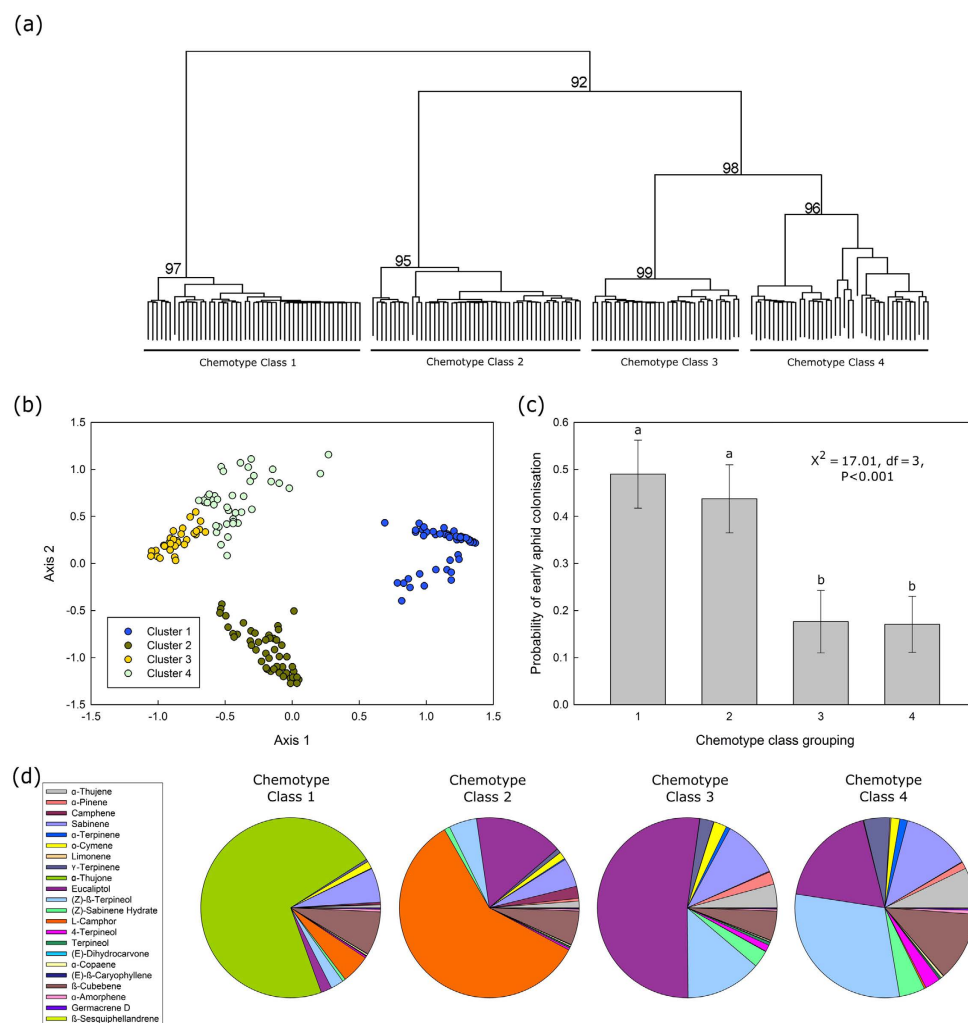 (a)
92
98
96
97
95
99
Chemotype Class 1
Chemotype Class 2
Chemotype Class 3
Chemotype Class 4
(b)
1.5
1.0
0.5
0.0
-0.5
-1.0
-1.5
Axis 2
Cluster 1
Cluster 2
Cluster 3
Cluster 4
-1.5
-1.0
-0.5
0.0
0.5
1.0
1.5
Axis 1
(c)
0.6
0.5
0.4
0.3
0.2
0.1
0.0
Probability of early aphid colonisation
a
a
b
b
X² = 17.01, df = 3,
P<0.001
1
2
3
4
Chemotype class grouping
(d)
α-Thujene
α-Pinene
Camphene
Sabinene
α-Terpinene
ο-Cymene
Limonene
γ-Terpinene
α-Thujone
Eucaliptol
(Z)-ß-Terpineol
(Z)-Sabinene Hydrate
L-Camphor
4-Terpineol
Terpineol
(E)-Dihydrocarvone
α-Copaene
(E)-ß-Caryophyllene
ß-Cubebene
α-Amorphene
Germacrene D
ß-Sesquiphellandrene
Chemotype
Class 1
Chemotype
Class 2
Chemotype
Class 3
Chemotype
Class 4